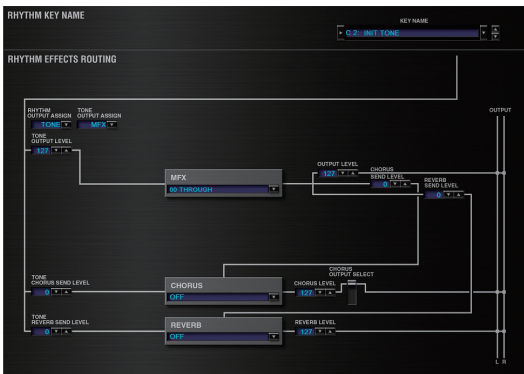 RHYTHM KEY NAME
KEY NAME
C 2: INIT TONE
RHYTHM EFFECTS ROUTING
OUTPUT
RHYTHM
OUTPUT ASSIGN
TONE
OUTPUT ASSIGN
TONE
MFX
TONE
OUTPUT LEVEL
127
MFX
00 THROUGH
OUTPUT LEVEL
127
CHORUS
SEND LEVEL
0
REVERB
SEND LEVEL
0
TONE
CHORUS SEND LEVEL
0
CHORUS
OFF
CHORUS LEVEL
127
CHORUS
OUTPUT SELECT
TONE
REVERB SEND LEVEL
0
REVERB
OFF
REVERB LEVEL
127
L R